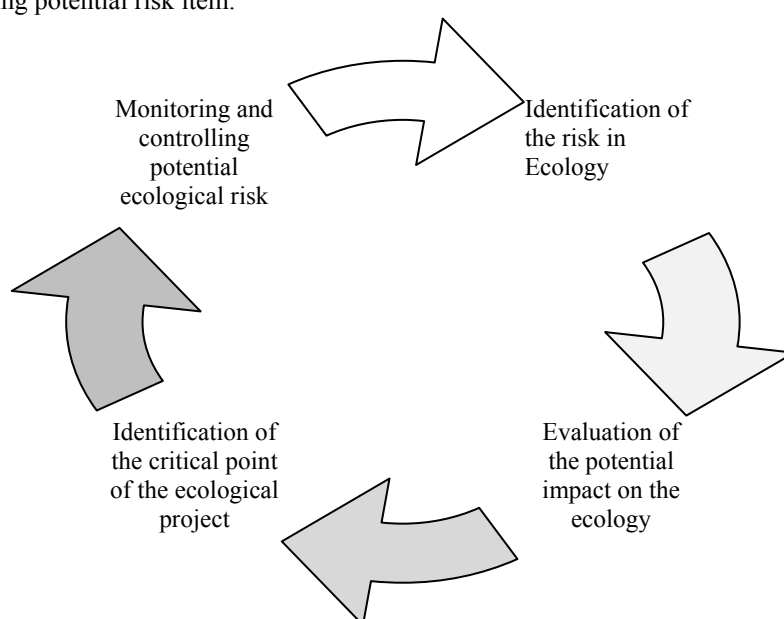 potential risk item.
Monitoring and
controlling
potential
ecological risk
Identification of
the risk in
Ecology
Evaluation of
the potential
impact on the
ecology
Identification of
the critical point
of the ecological
project